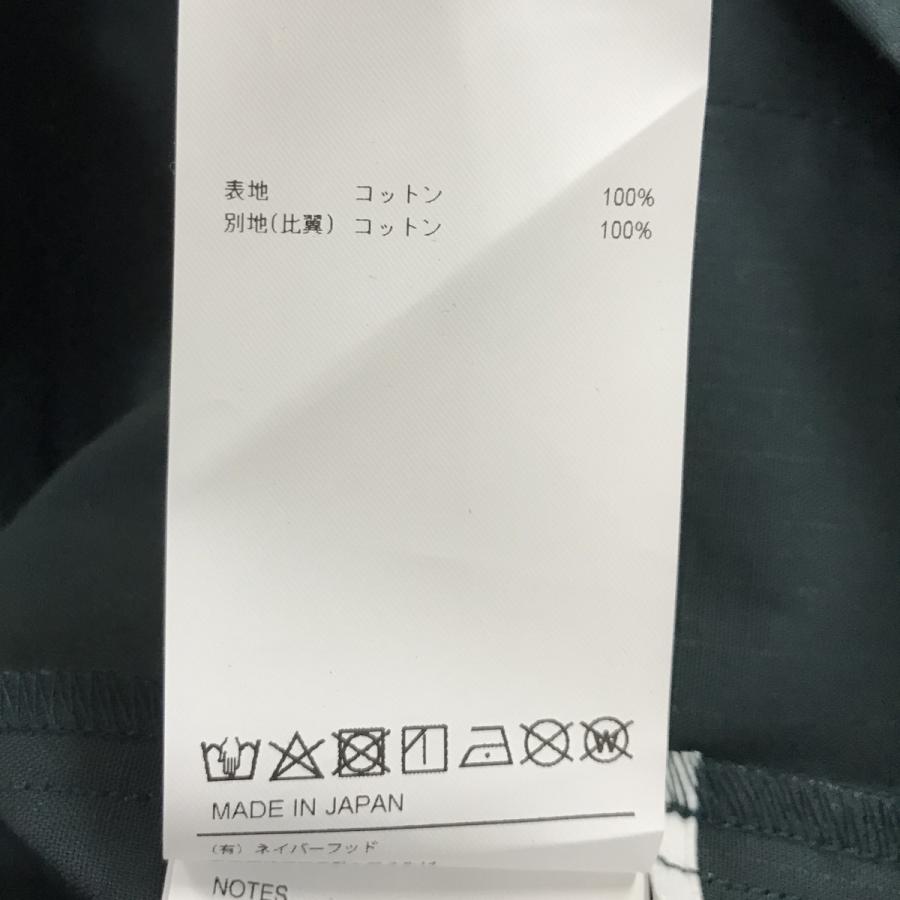 表地 コットン 100%
別地(比翼) コットン 100%
W
MADE IN JAPAN
(有) ネイバーフッド
NOTES